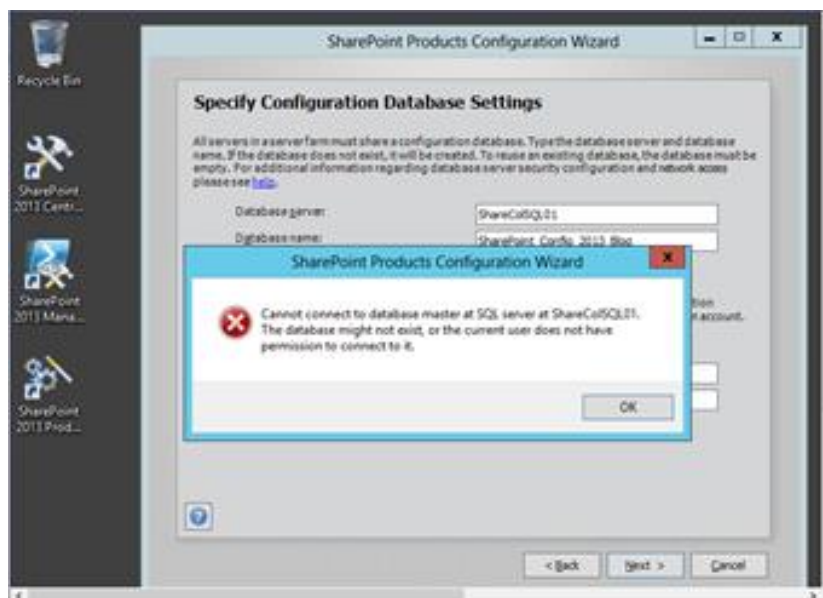 Recycle Bin
SharePoint
2013 Centr...
SharePoint
2013 Mana...
SharePoint
2013 Prod...
SharePoint Products Configuration Wizard
Specify Configuration Database Settings
All servers in a server farm must share a configuration database. Type the database server and database
name. If the database does not exist, it will be created. To reuse an existing database, the database must be
empty. For additional information regarding database server security configuration and network access
please see help.
Database server:
ShareColSQL01
Database name:
SharePoint_Config_2013_Blog
SharePoint Products Configuration Wizard
Cannot connect to database master at SQL server at ShareColSQL01.
The database might not exist, or the current user does not have
permission to connect to it.
OK
account.
< Back
Next >
Cancel